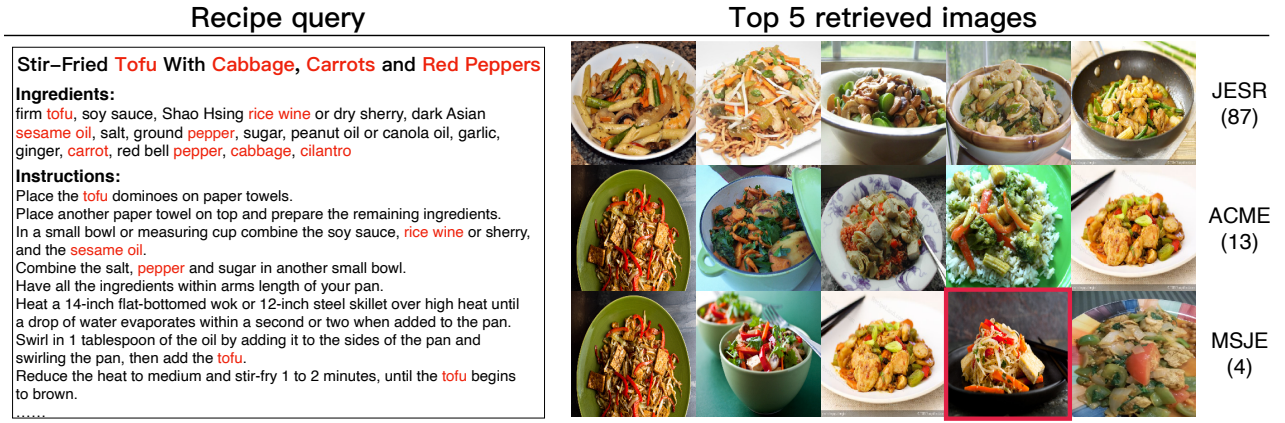 Recipe query
Top 5 retrieved images
Stir-Fried Tofu With Cabbage, Carrots and Red Peppers
Ingredients:
firm tofu, soy sauce, Shao Hsing rice wine or dry sherry, dark Asian
sesame oil, salt, ground pepper, sugar, peanut oil or canola oil, garlic,
ginger, carrot, red bell pepper, cabbage, cilantro
Instructions:
Place the tofu dominoes on paper towels.
Place another paper towel on top and prepare the remaining ingredients.
In a small bowl or measuring cup combine the soy sauce, rice wine or sherry,
and the sesame oil.
Combine the salt, pepper and sugar in another small bowl.
Have all the ingredients within arms length of your pan.
Heat a 14-inch flat-bottomed wok or 12-inch steel skillet over high heat until
a drop of water evaporates within a second or two when added to the pan.
Swirl in 1 tablespoon of the oil by adding it to the sides of the pan and
swirling the pan, then add the tofu.
Reduce the heat to medium and stir-fry 1 to 2 minutes, until the tofu begins
to brown.
......
JESR
(87)
ACME
(13)
MSJE
(4)